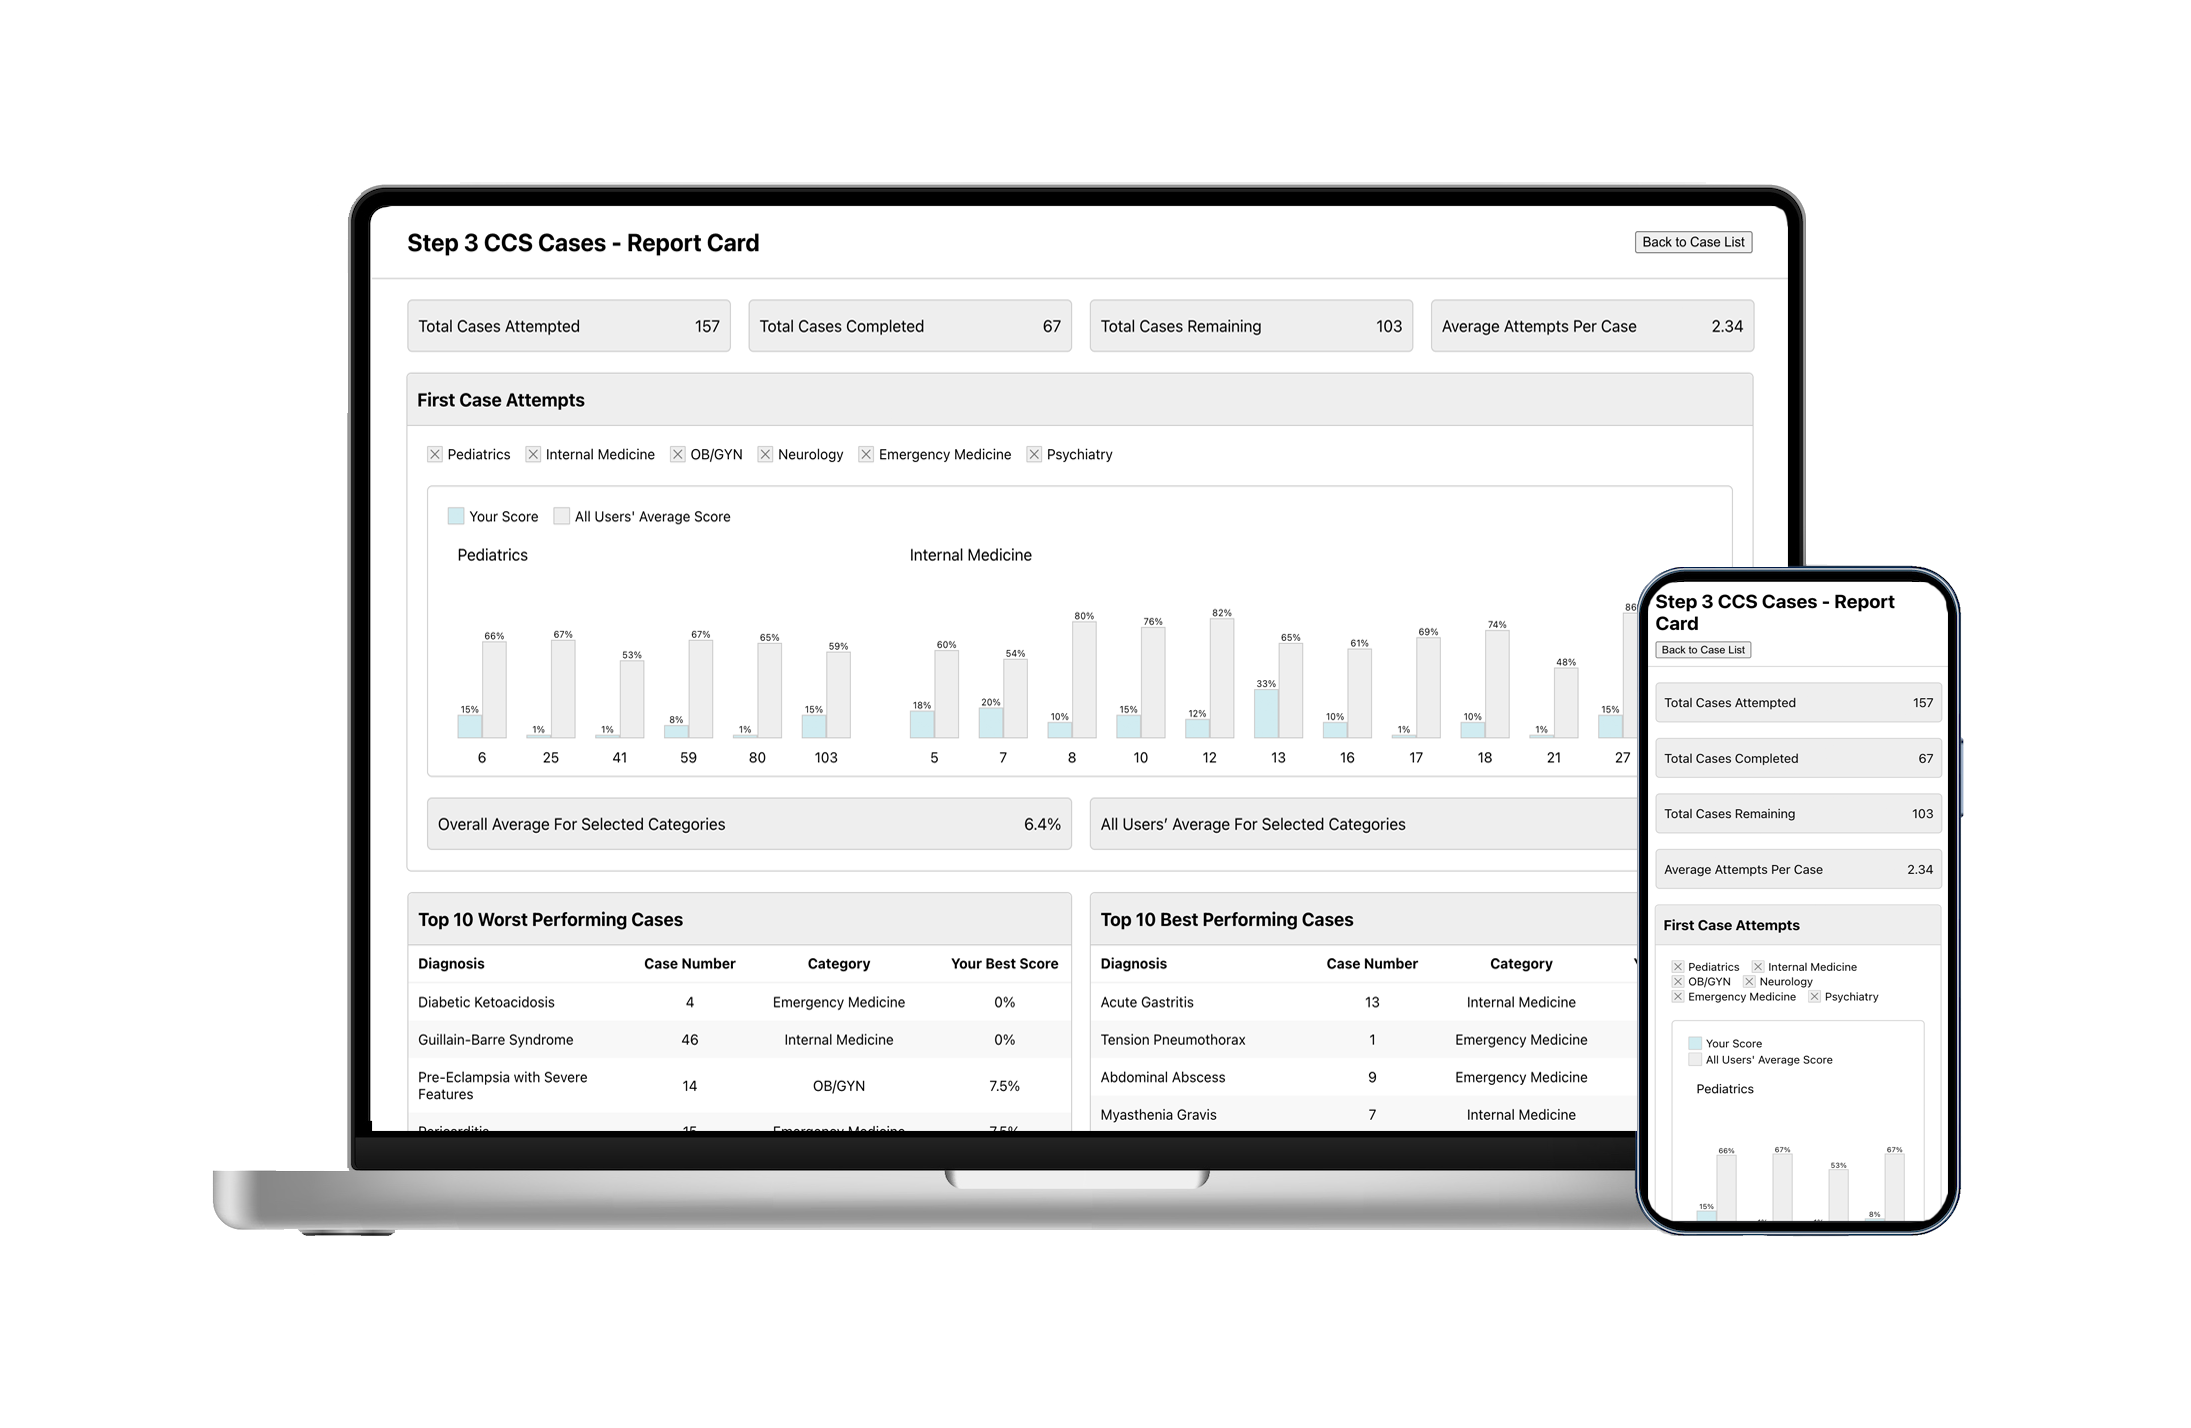 Step 3 CCS Cases - Report Card
Back to Case List
Total Cases Attempted 157
Total Cases Completed 67
Total Cases Remaining 103
Average Attempts Per Case 2.34
First Case Attempts
Pediatrics Internal Medicine OB/GYN Neurology Emergency Medicine Psychiatry
Your Score All Users' Average Score
Pediatrics
15% 66% 1% 67% 1% 53% 8% 67% 1% 65% 15% 59%
6 25 41 59 80 103
Internal Medicine
18% 60% 20% 54% 10% 80% 15% 76% 12% 82% 33% 65% 10% 61% 1% 69% 10% 74% 1% 48% 15% 86
5 7 8 10 12 13 16 17 18 21 27
Overall Average For Selected Categories 6.4%
All Users’ Average For Selected Categories
Top 10 Worst Performing Cases
Diagnosis Case Number Category Your Best Score
Diabetic Ketoacidosis 4 Emergency Medicine 0%
Guillain-Barre Syndrome 46 Internal Medicine 0%
Pre-Eclampsia with Severe
Features 14 OB/GYN 7.5%
Pericarditis 15 Emergency Medicine 7.5%
Top 10 Best Performing Cases
Diagnosis Case Number Category
Acute Gastritis 13 Internal Medicine
Tension Pneumothorax 1 Emergency Medicine
Abdominal Abscess 9 Emergency Medicine
Myasthenia Gravis 7 Internal Medicine
Step 3 CCS Cases - Report
Card
Back to Case List
Total Cases Attempted 157
Total Cases Completed 67
Total Cases Remaining 103
Average Attempts Per Case 2.34
First Case Attempts
Pediatrics Internal Medicine
OB/GYN Neurology
Emergency Medicine Psychiatry
Your Score
All Users' Average Score
Pediatrics
66% 67% 53% 67%
15% 8%